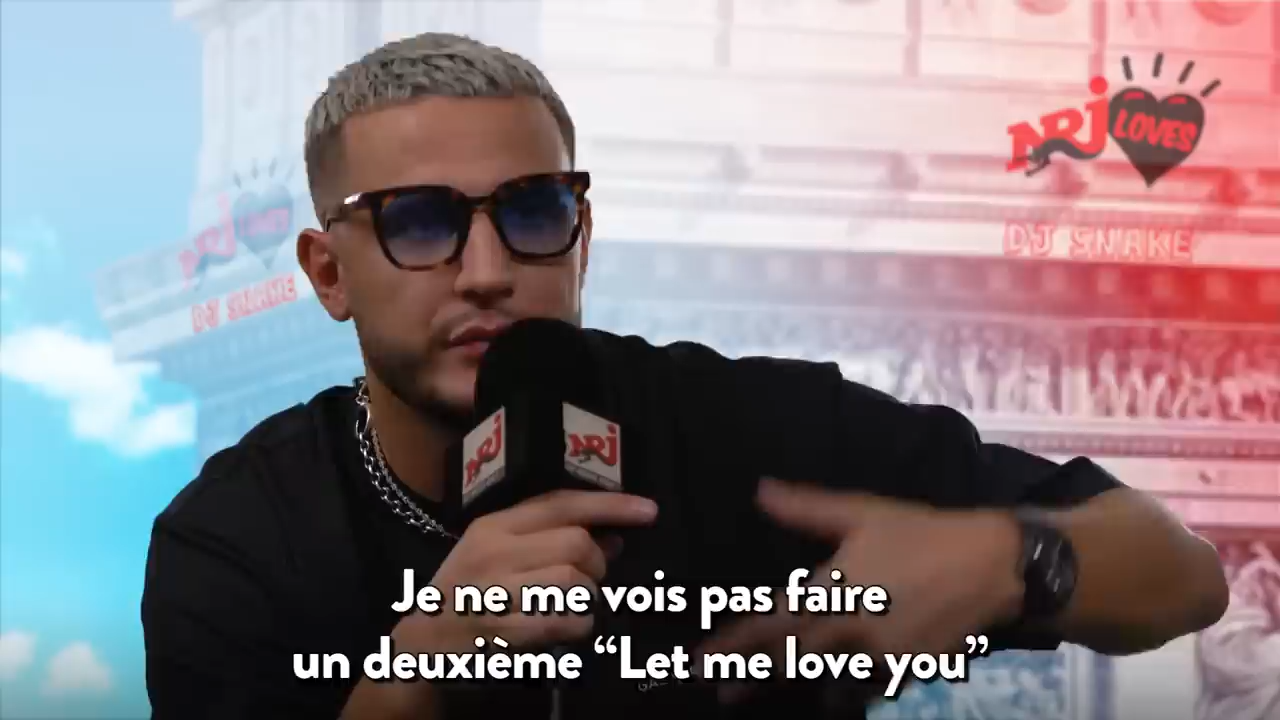 NRJ LOVES
DJ SNAKE
NRJ LOVES
DJ SNAKE
NRJ
NRJ
Je ne me vois pas faire
un deuxième “Let me love you”